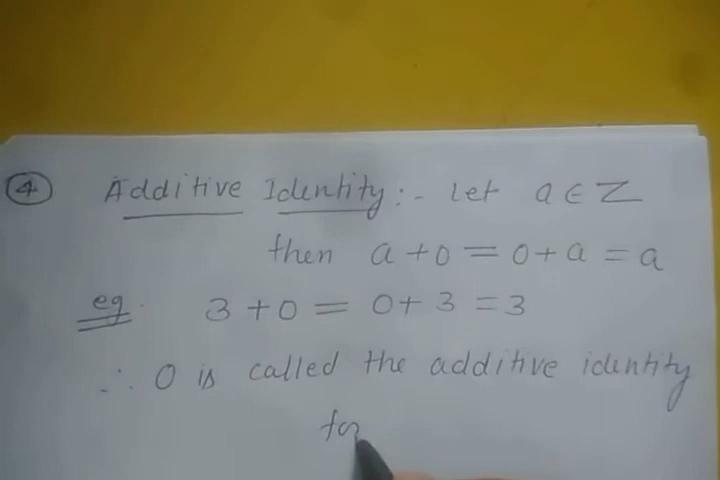 ④ Additive Identity :- Let a ∈ Z
then a + 0 = 0 + a = a
eg. 3 + 0 = 0 + 3 = 3
∴ 0 is called the additive identity